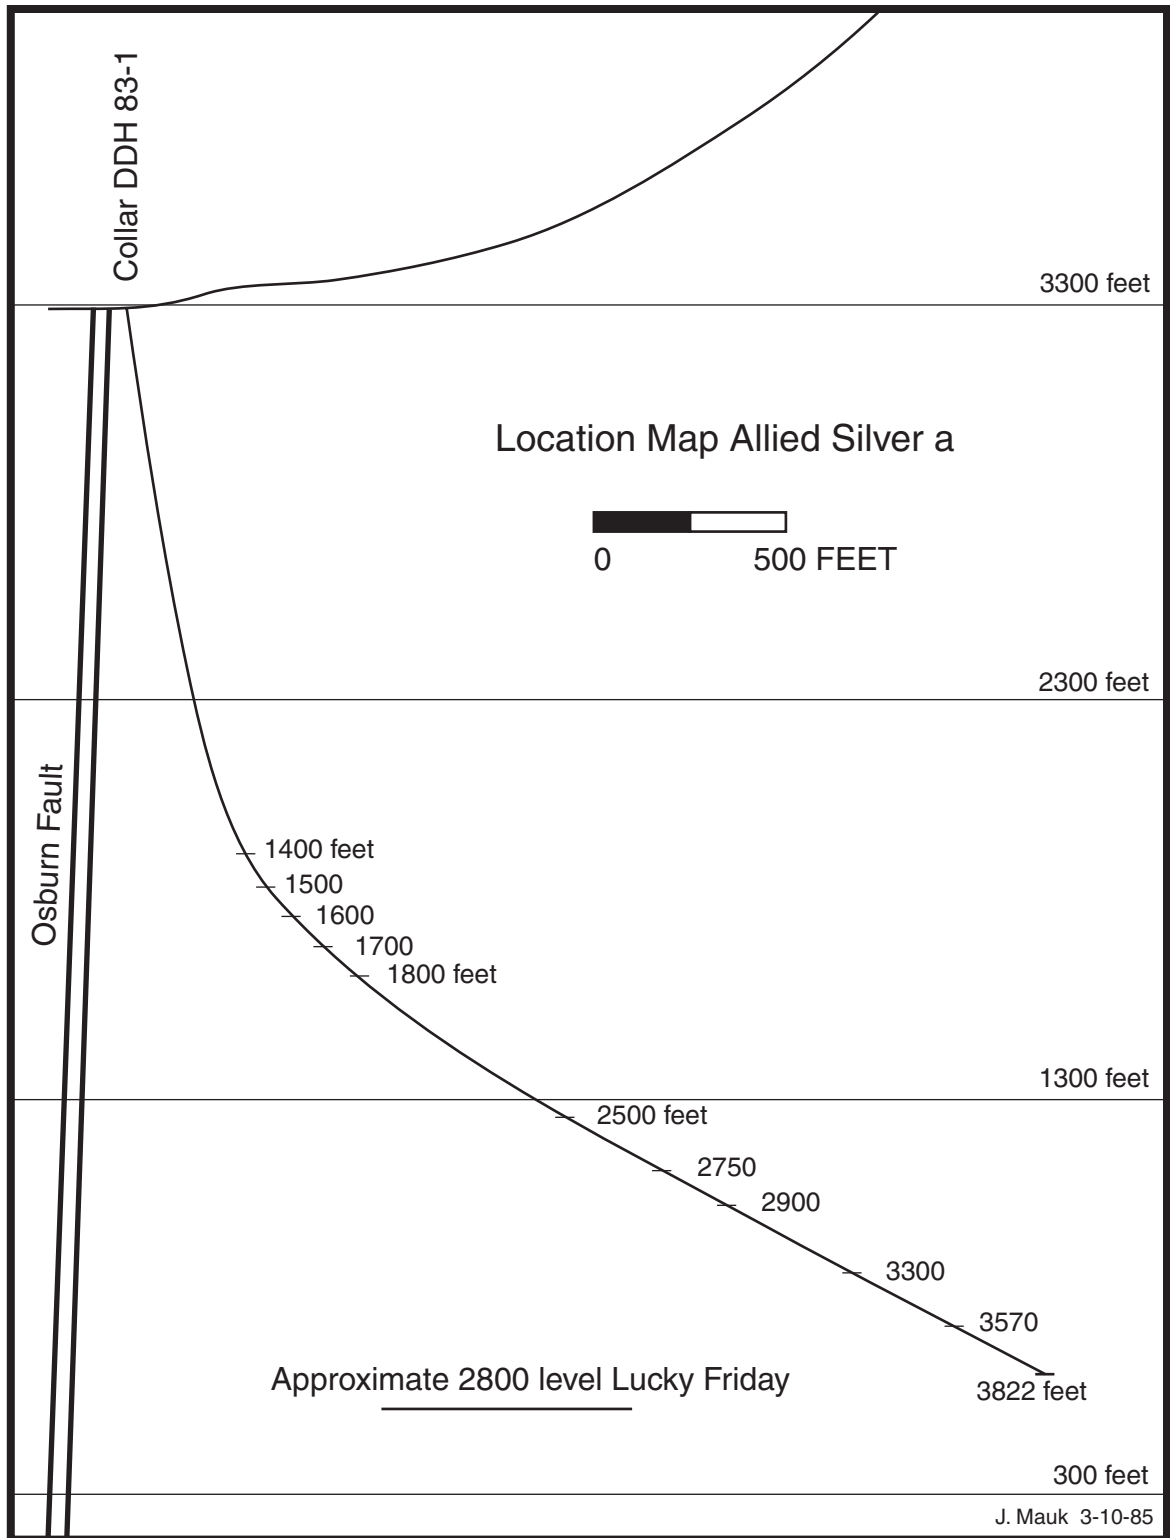 Collar DDH 83-1
3300 feet
Location Map Allied Silver a
0 500 FEET
2300 feet
Osburn Fault
1400 feet
1500
1600
1700
1800 feet
1300 feet
2500 feet
2750
2900
3300
3570
Approximate 2800 level Lucky Friday
3822 feet
300 feet
J. Mauk 3-10-85